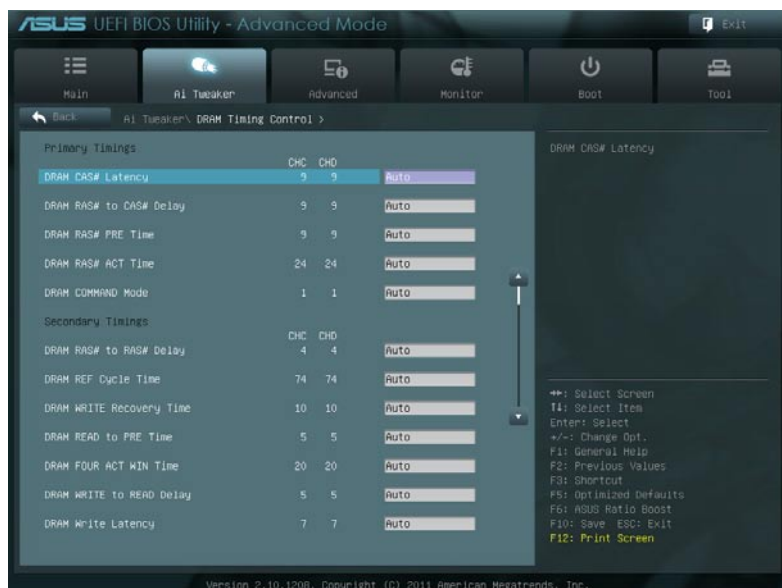 ASUS UEFI BIOS Utility - Advanced Mode
Exit
Main
Ai Tweaker
Advanced
Monitor
Boot
Tool
Back
Ai Tweaker\ DRAM Timing Control >
Primary Timings
CHC CHD
DRAM CAS# Latency 9 9 Auto
DRAM RAS# to CAS# Delay 9 9 Auto
DRAM RAS# PRE Time 9 9 Auto
DRAM RAS# ACT Time 24 24 Auto
DRAM COMMAND Mode 1 1 Auto
Secondary Timings
CHC CHD
DRAM RAS# to RAS# Delay 4 4 Auto
DRAM REF Cycle Time 74 74 Auto
DRAM WRITE Recovery Time 10 10 Auto
DRAM READ to PRE Time 5 5 Auto
DRAM FOUR ACT WIN Time 20 20 Auto
DRAM WRITE to READ Delay 5 5 Auto
DRAM Write Latency 7 7 Auto
DRAM CAS# Latency
→←: Select Screen
↑↓: Select Item
Enter: Select
+/-: Change Opt.
F1: General Help
F2: Previous Values
F3: Shortcut
F5: Optimized Defaults
F6: ASUS Ratio Boost
F10: Save ESC: Exit
F12: Print Screen
Version 2.10.1208. Copyright (C) 2011 American Megatrends, Inc.